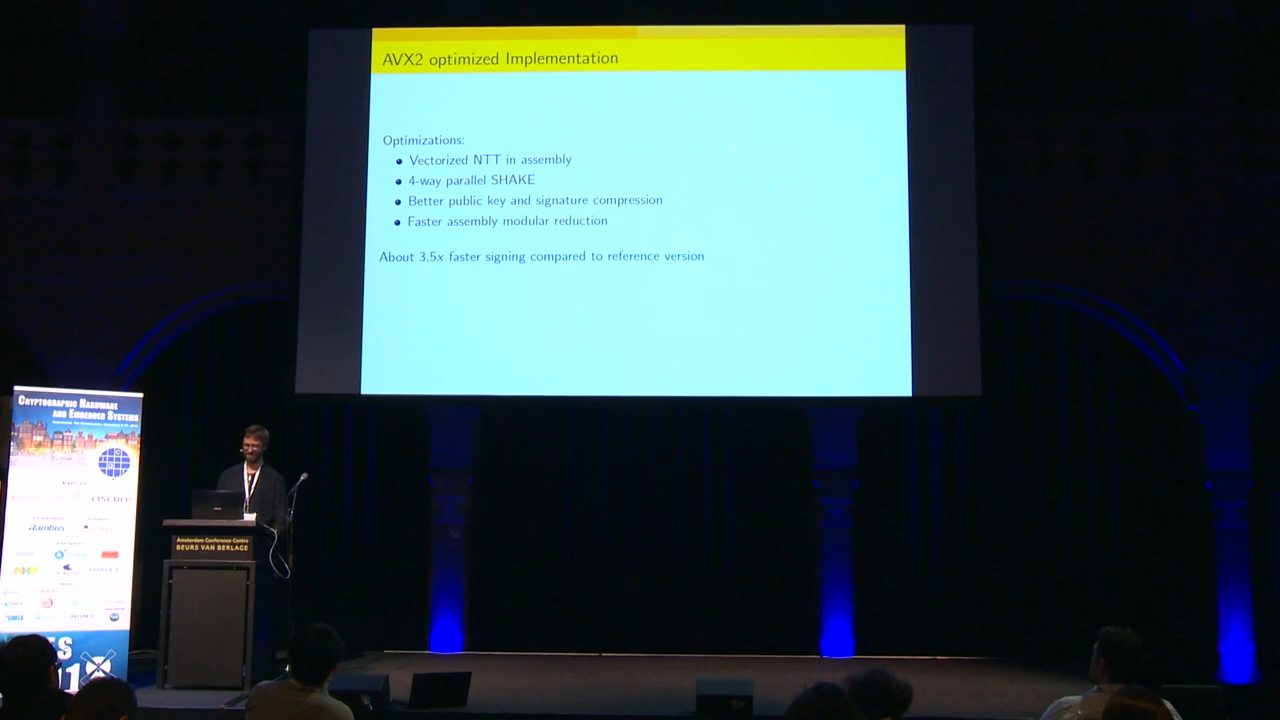 AVX2 optimized Implementation
Optimizations:
Vectorized NTT in assembly
4-way parallel SHAKE
Better public key and signature compression
Faster assembly modular reduction
About 3.5x faster signing compared to reference version
CRYPTOGRAPHIC HARDWARE
AND EMBEDDED SYSTEMS
riscure
Rambus
Amsterdam Conference Centre
BEURS VAN BERLAGE